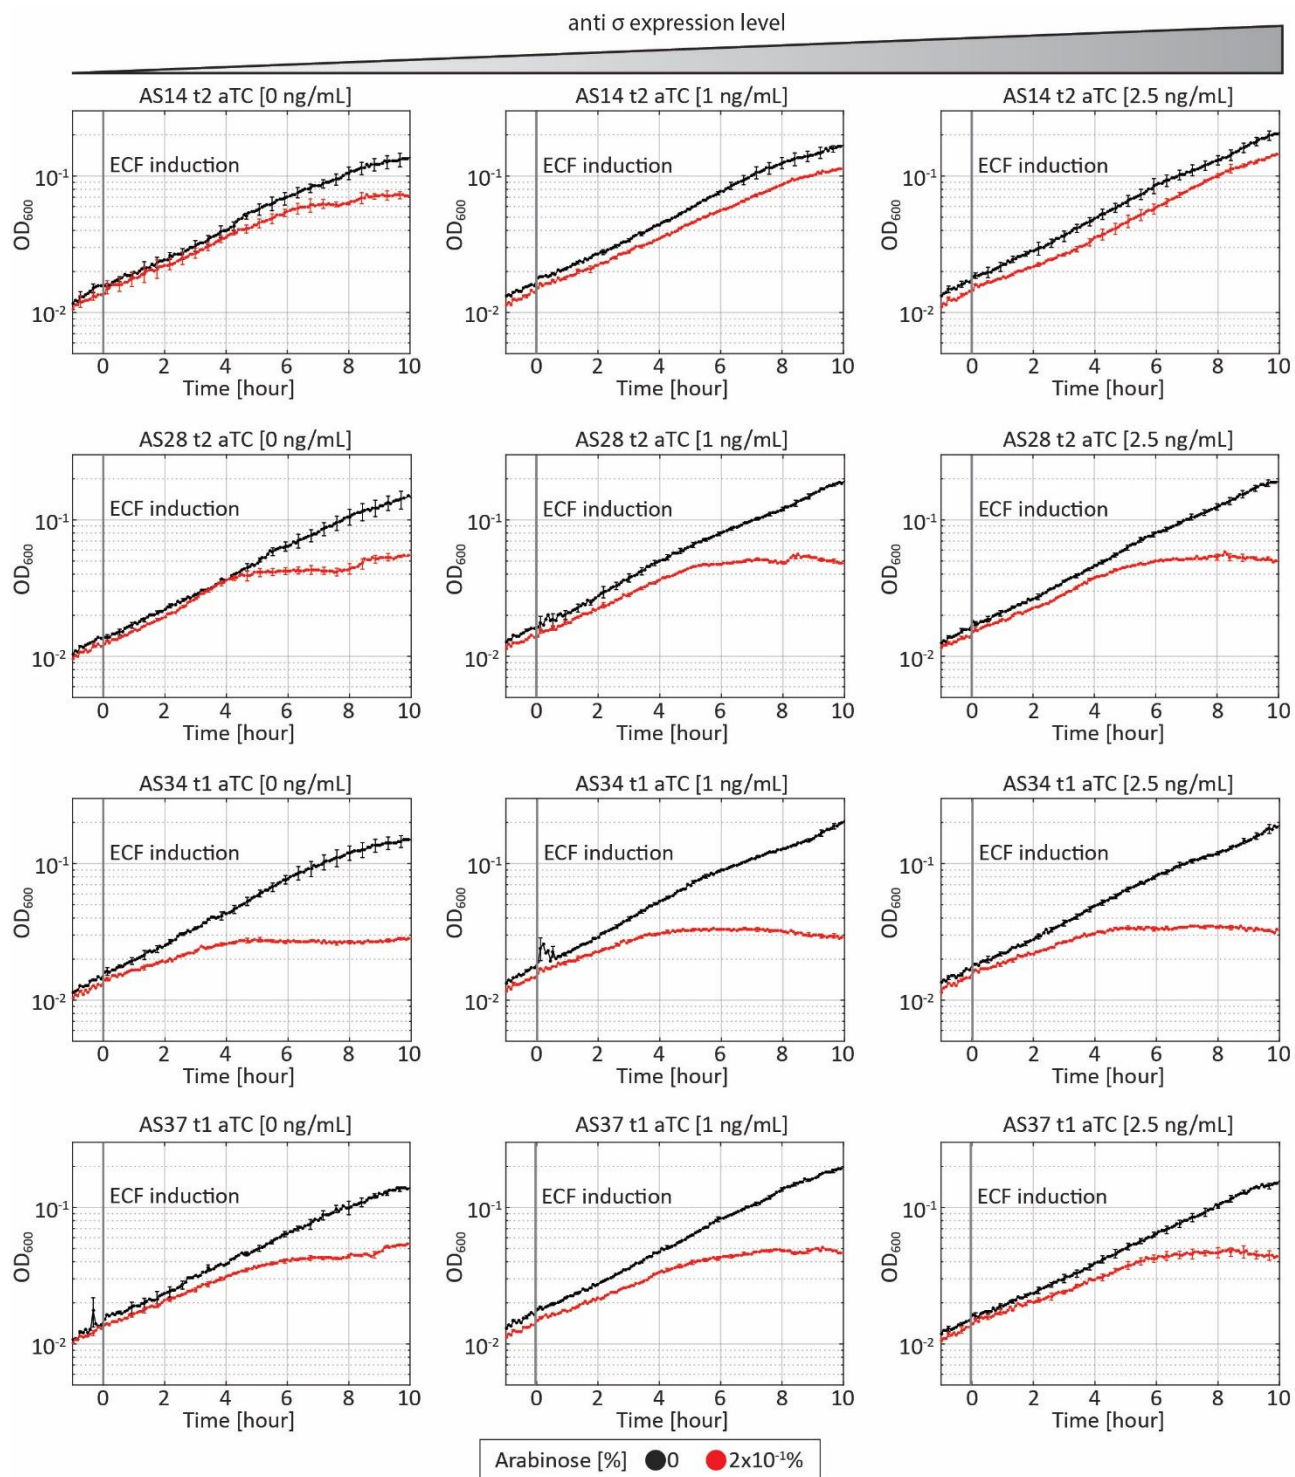 anti σ expression level
AS14 t2 aTC [0 ng/mL]
AS14 t2 aTC [1 ng/mL]
AS14 t2 aTC [2.5 ng/mL]
ECF induction
ECF induction
ECF induction
OD600
10-1
10-2
OD600
10-1
10-2
OD600
10-1
10-2
0 2 4 6 8 10
0 2 4 6 8 10
0 2 4 6 8 10
Time [hour]
Time [hour]
Time [hour]
AS28 t2 aTC [0 ng/mL]
AS28 t2 aTC [1 ng/mL]
AS28 t2 aTC [2.5 ng/mL]
ECF induction
ECF induction
ECF induction
OD600
10-1
10-2
OD600
10-1
10-2
OD600
10-1
10-2
0 2 4 6 8 10
0 2 4 6 8 10
0 2 4 6 8 10
Time [hour]
Time [hour]
Time [hour]
AS34 t1 aTC [0 ng/mL]
AS34 t1 aTC [1 ng/mL]
AS34 t1 aTC [2.5 ng/mL]
ECF induction
ECF induction
ECF induction
OD600
10-1
10-2
OD600
10-1
10-2
OD600
10-1
10-2
0 2 4 6 8 10
0 2 4 6 8 10
0 2 4 6 8 10
Time [hour]
Time [hour]
Time [hour]
AS37 t1 aTC [0 ng/mL]
AS37 t1 aTC [1 ng/mL]
AS37 t1 aTC [2.5 ng/mL]
ECF induction
ECF induction
ECF induction
OD600
10-1
10-2
OD600
10-1
10-2
OD600
10-1
10-2
0 2 4 6 8 10
0 2 4 6 8 10
0 2 4 6 8 10
Time [hour]
Time [hour]
Time [hour]
Arabinose [%] 0 2x10-1%